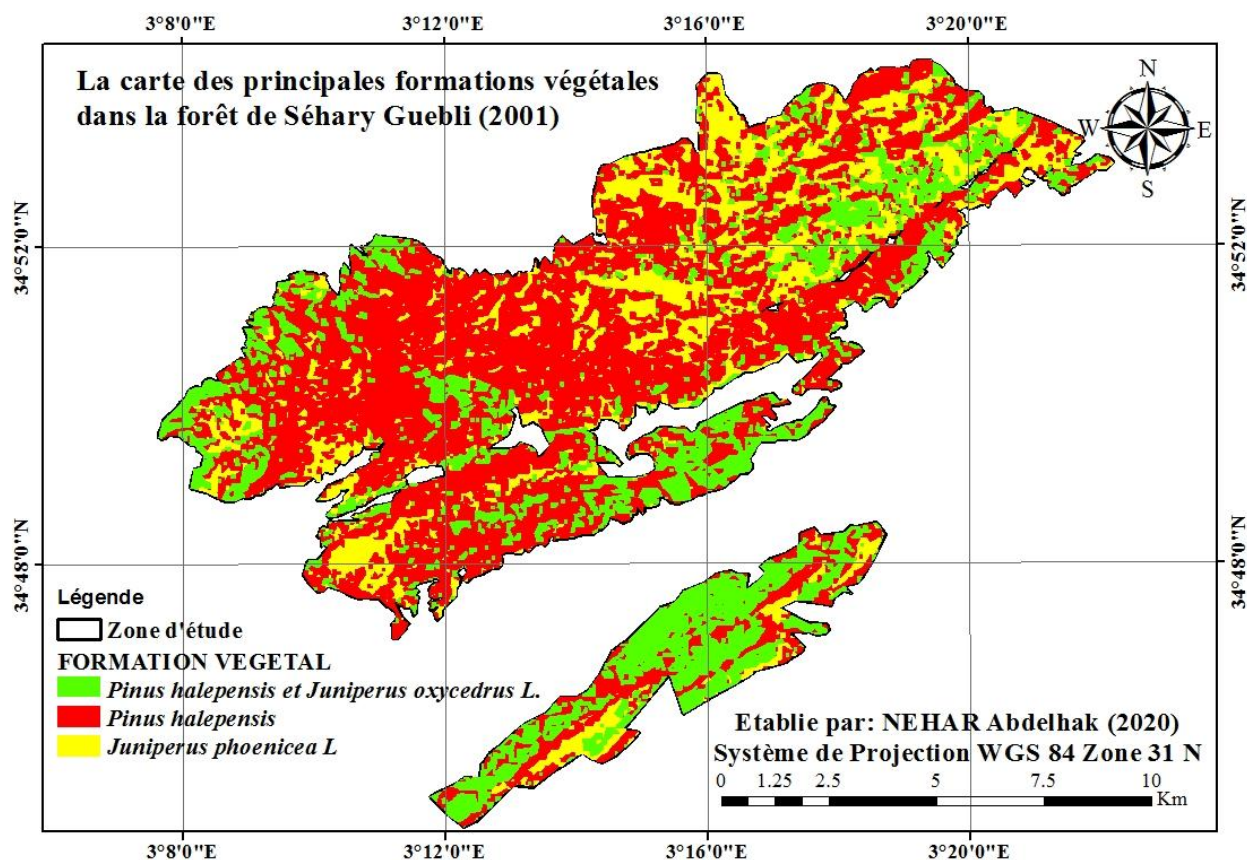 3°8'0"E 3°12'0"E 3°16'0"E 3°20'0"E
La carte des principales formations végétales
dans la forêt de Séhary Guebli (2001)
N
W E
S
34°52'0"N 34°52'0"N
34°48'0"N 34°48'0"N
Légende
Zone d'étude
FORMATION VEGETAL
Pinus halepensis et Juniperus oxycedrus L.
Pinus halepensis
Juniperus phoenicea L
Etablie par: NEHAR Abdelhak (2020)
Système de Projection WGS 84 Zone 31 N
0 1.25 2.5 5 7.5 10
Km
3°8'0"E 3°12'0"E 3°16'0"E 3°20'0"E